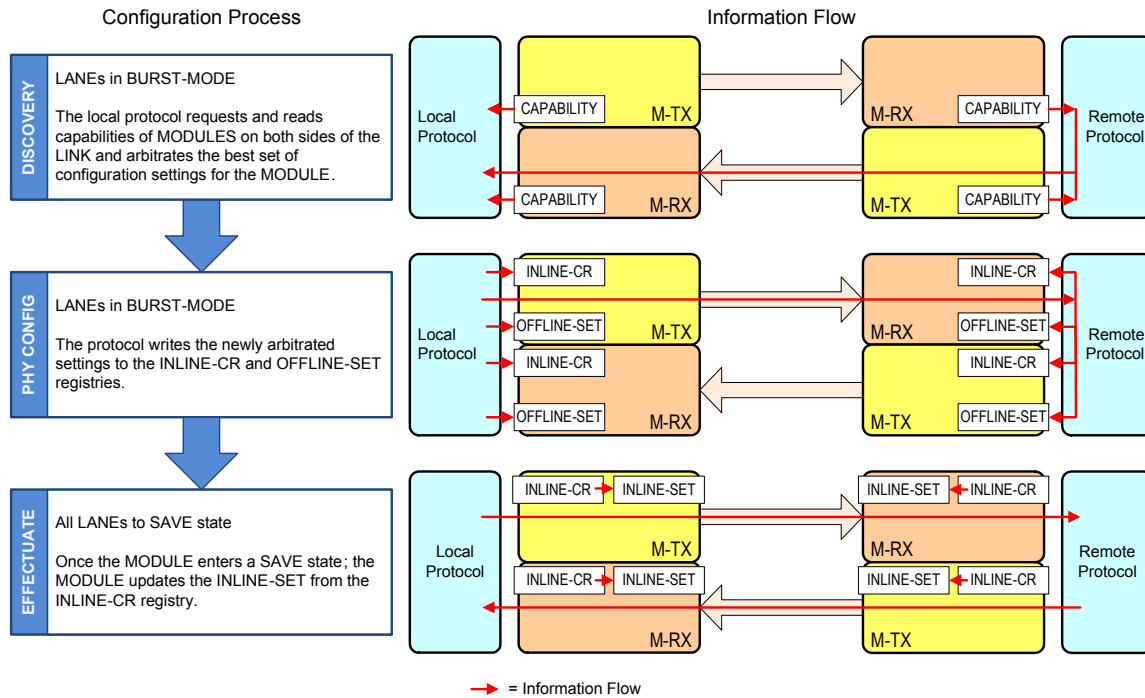 Configuration Process
Information Flow
DISCOVERY
LANEs in BURST-MODE
The local protocol requests and reads
capabilities of MODULES on both sides of the
LINK and arbitrates the best set of
configuration settings for the MODULE.
Local
Protocol
CAPABILITY
M-TX
CAPABILITY
M-RX
M-RX
CAPABILITY
M-TX
CAPABILITY
Remote
Protocol
PHY CONFIG
LANEs in BURST-MODE
The protocol writes the newly arbitrated
settings to the INLINE-CR and OFFLINE-SET
registries.
Local
Protocol
INLINE-CR
OFFLINE-SET
M-TX
INLINE-CR
OFFLINE-SET
M-RX
INLINE-CR
OFFLINE-SET
M-RX
INLINE-CR
OFFLINE-SET
M-TX
Remote
Protocol
EFFECTUATE
All LANEs to SAVE state
Once the MODULE enters a SAVE state; the
MODULE updates the INLINE-SET from the
INLINE-CR registry.
Local
Protocol
INLINE-CR
INLINE-SET
M-TX
INLINE-CR
INLINE-SET
M-RX
INLINE-SET
INLINE-CR
M-RX
INLINE-SET
INLINE-CR
M-TX
Remote
Protocol
= Information Flow